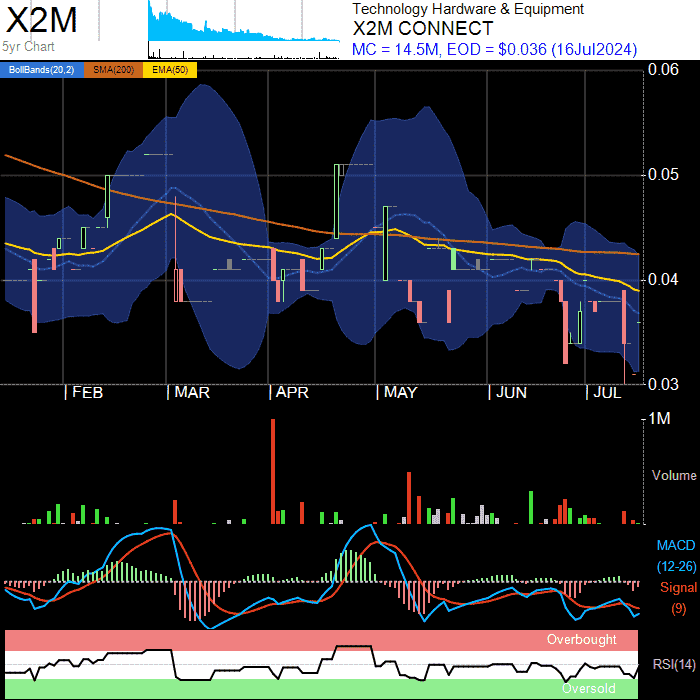 X2M
5yr Chart
Technology Hardware & Equipment
X2M CONNECT
MC = 14.5M, EOD = $0.036 (16Jul2024)
BollBands(20,2) SMA(200) EMA(50)
0.06
0.05
0.04
0.03
| FEB | MAR | APR | MAY | JUN | JUL
1M
Volume
MACD
(12-26)
Signal
(9)
Overbought
RSI(14)
Oversold